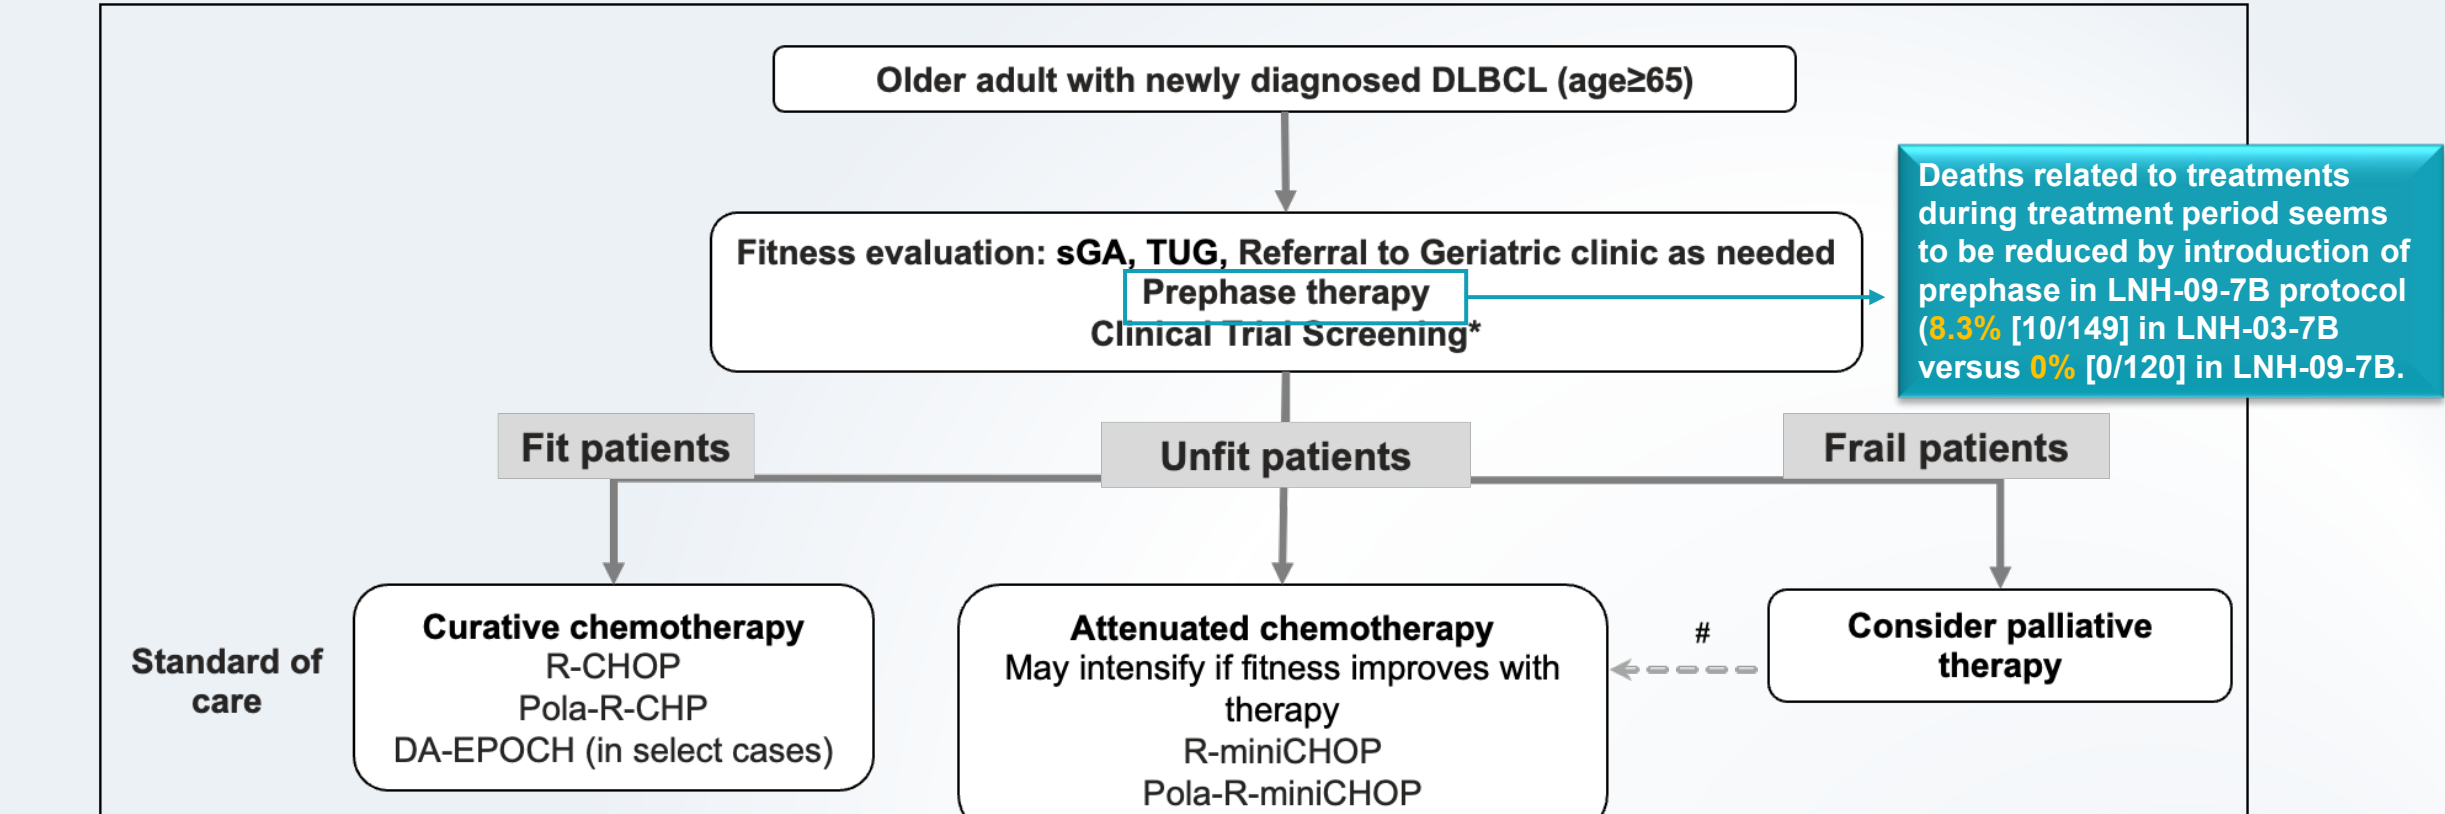 Older adult with newly diagnosed DLBCL (age≥65)
Fitness evaluation: sGA, TUG, Referral to Geriatric clinic as needed
Prephase therapy
Clinical Trial Screening*
Deaths related to treatments
during treatment period seems
to be reduced by introduction of
prephase in LNH-09-7B protocol
(8.3% [10/149] in LNH-03-7B
versus 0% [0/120] in LNH-09-7B.
Fit patients
Unfit patients
Frail patients
Standard of
care
Curative chemotherapy
R-CHOP
Pola-R-CHP
DA-EPOCH (in select cases)
Attenuated chemotherapy
May intensify if fitness improves with
therapy
R-miniCHOP
Pola-R-miniCHOP
#
Consider palliative
therapy